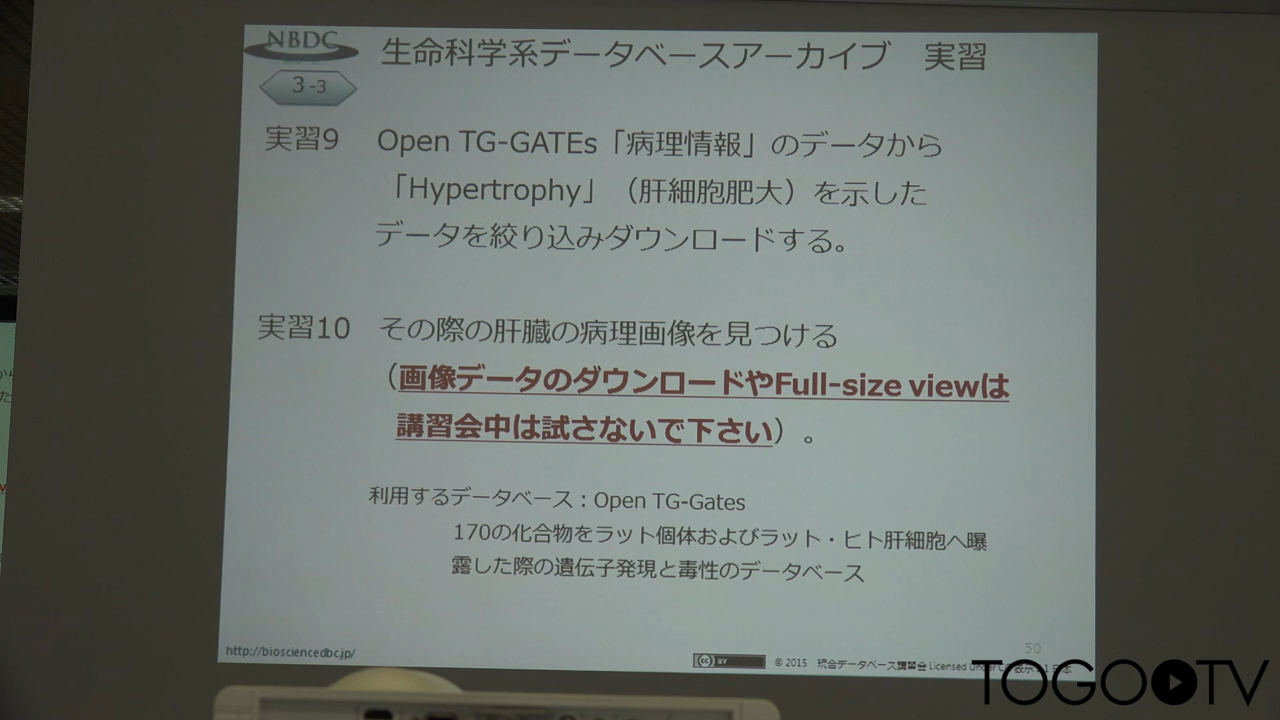 NBDC
生命科学系データベースアーカイブ　実習
3-3
実習9　Open TG-GATEs「病理情報」のデータから
「Hypertrophy」（肝細胞肥大）を示した
データを絞り込みダウンロードする。
実習10　その際の肝臓の病理画像を見つける
（画像データのダウンロードやFull-size viewは
講習会中は試さないで下さい）。
利用するデータベース：Open TG-Gates
170の化合物をラット個体およびラット・ヒト肝細胞へ曝
露した際の遺伝子発現と毒性のデータベース
50
http://biosciencedbc.jp/
cc BY
© 2015　統合データベース講習会 Licensed Under
TOGOTV